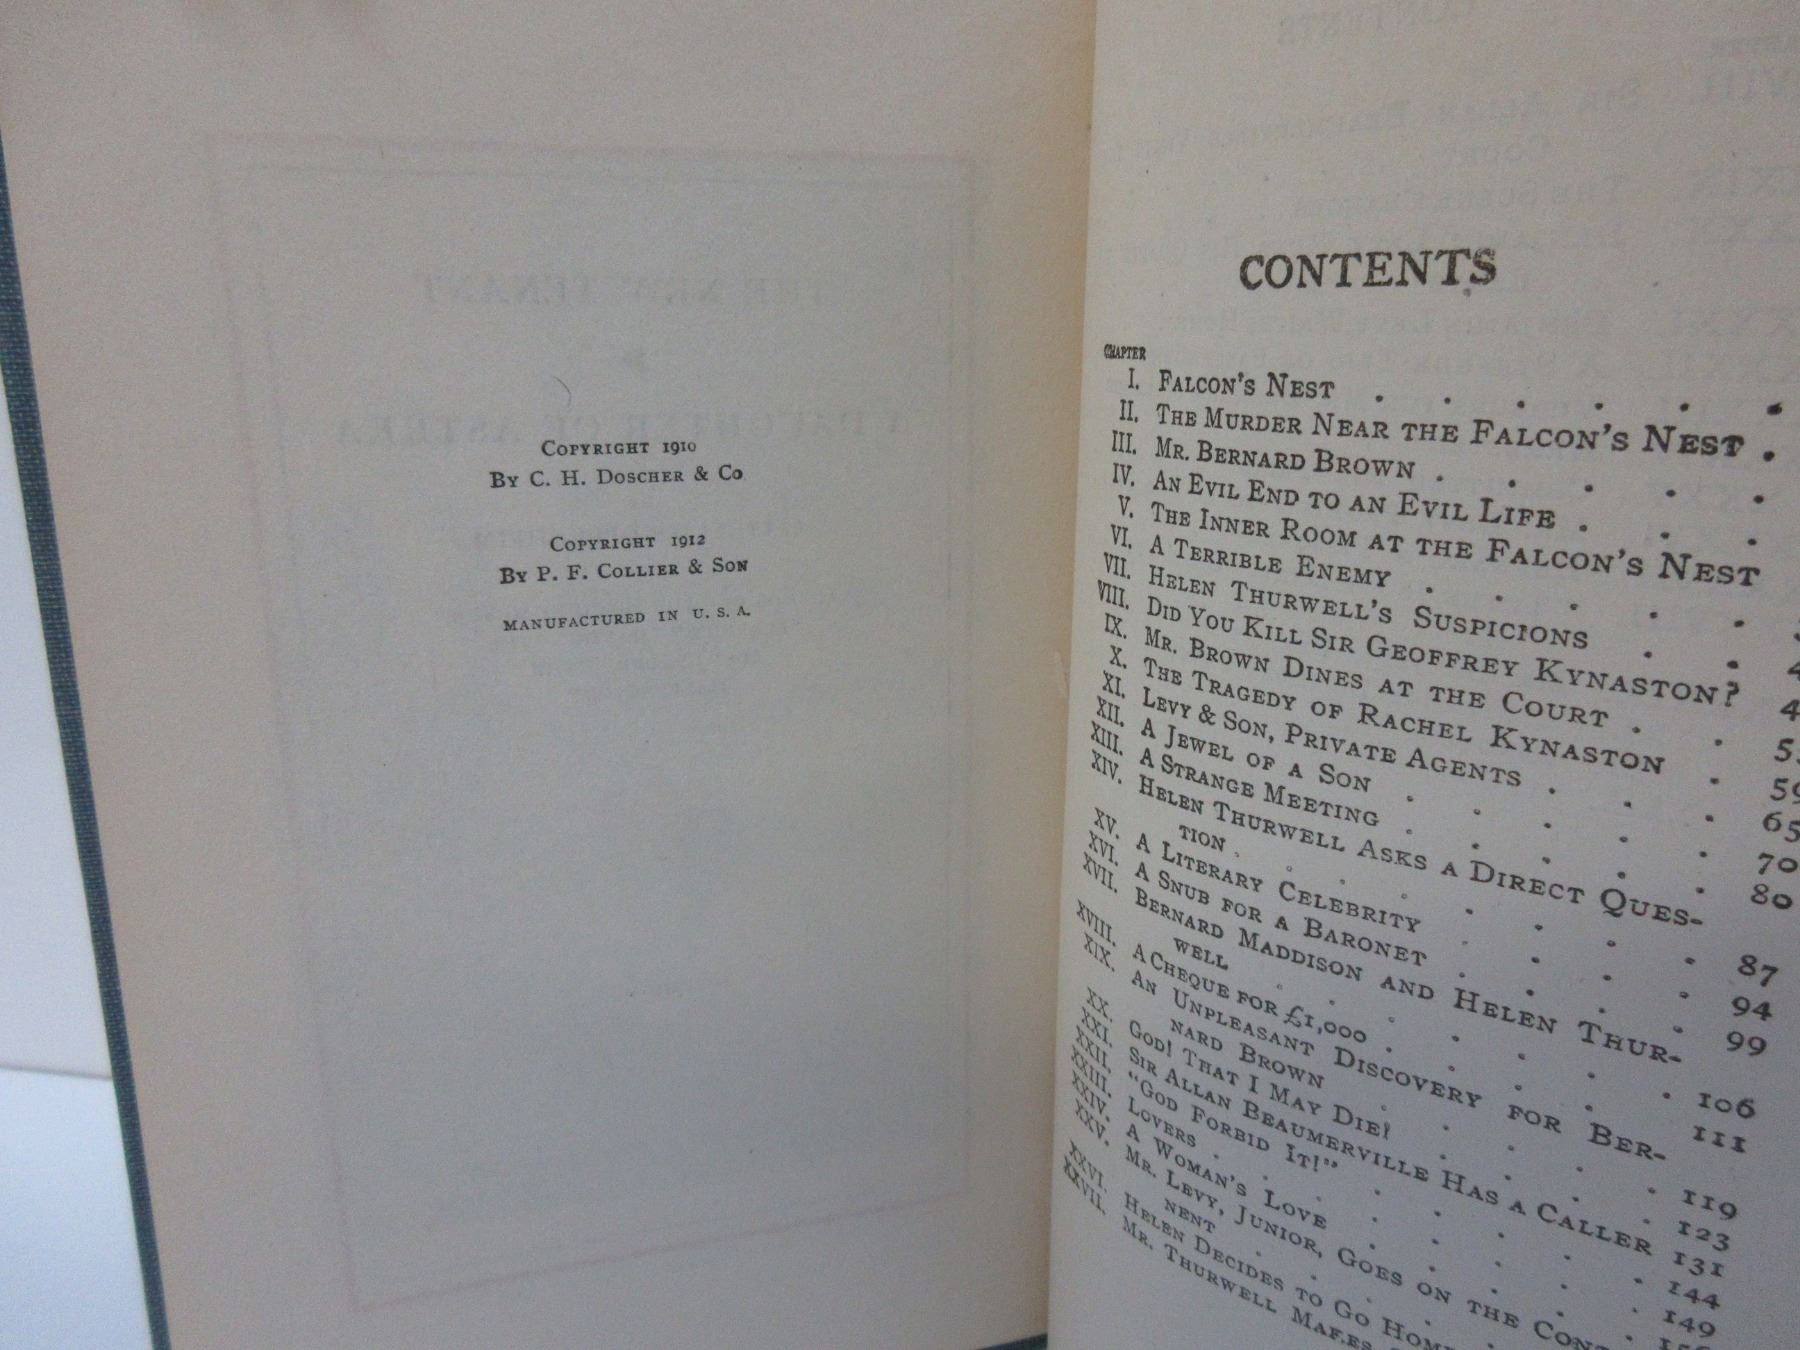 COPYRIGHT 1910
BY C. H. DOSCHER & CO
COPYRIGHT 1912
BY P. F. COLLIER & SON
MANUFACTURED IN U. S. A.
CONTENTS
CHAPTER
I. FALCON'S NEST
II. THE MURDER NEAR THE FALCON'S NEST
III. MR. BERNARD BROWN
IV. AN EVIL END TO AN EVIL LIFE
V. THE INNER ROOM AT THE FALCON'S NEST
VI. A TERRIBLE ENEMY
VII. HELEN THURWELL'S SUSPICIONS
VIII. DID YOU KILL SIR GEOFFREY KYNASTON?
IX. MR. BROWN DINES AT THE COURT
X. THE TRAGEDY OF RACHEL KYNASTON
XI. LEVY & SON, PRIVATE AGENTS 59
XII. A JEWEL OF A SON 65
XIII. A STRANGE MEETING 70
XIV. HELEN THURWELL ASKS A DIRECT QUES-
TION 80
XV. A LITERARY CELEBRITY 87
XVI. A SNUB FOR A BARONET 94
XVII. BERNARD MADDISON AND HELEN THUR-
WELL 99
XVIII. A CHEQUE FOR £1,000 106
XIX. AN UNPLEASANT DISCOVERY FOR BER-
NARD BROWN 111
XX. GOD! THAT I MAY DIE! 119
XXI. SIR ALLAN BEAUMERVILLE HAS A CALLER 123
XXII. "GOD FORBID IT!" 131
XXIII. LOVERS 144
XXIV. A WOMAN'S LOVE 149
XXV. MR. LEVY, JUNIOR, GOES ON THE CONTI
NENT
XXVI. HELEN DECIDES TO GO HOME
XXVII. MR. THURWELL MAKES